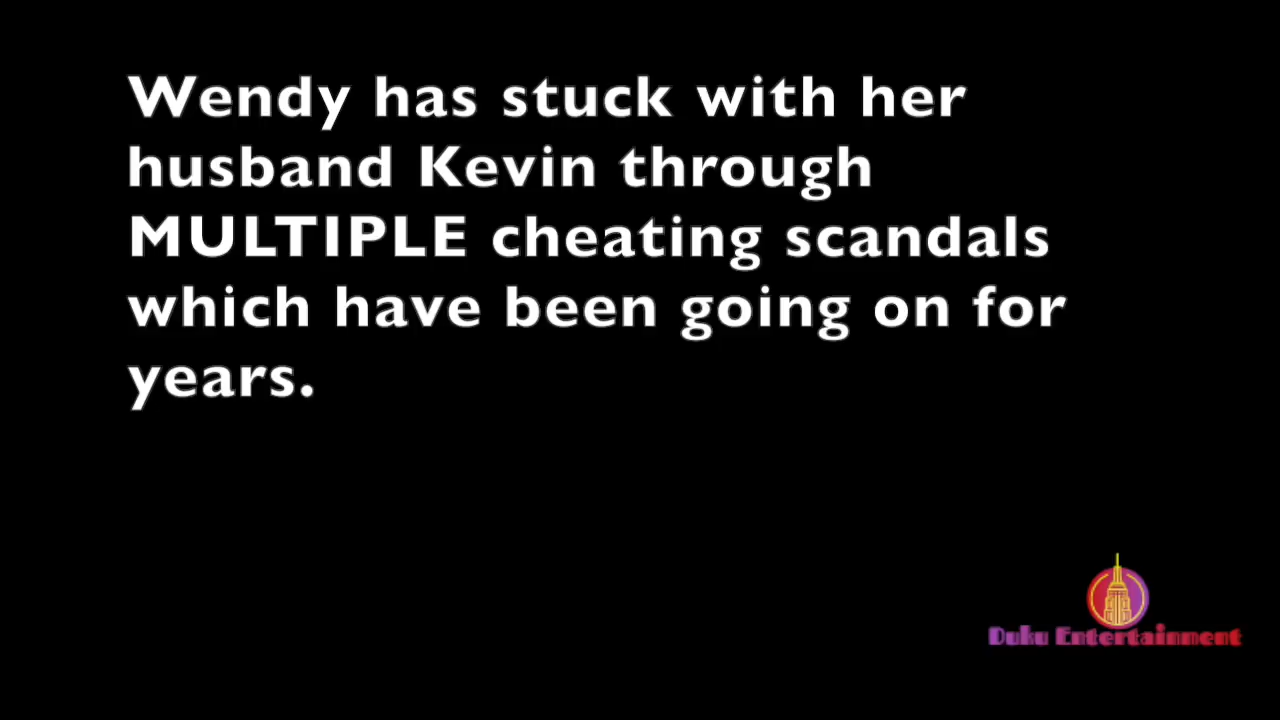 Wendy has stuck with her
husband Kevin through
MULTIPLE cheating scandals
which have been going on for
years.
Duku Entertainment